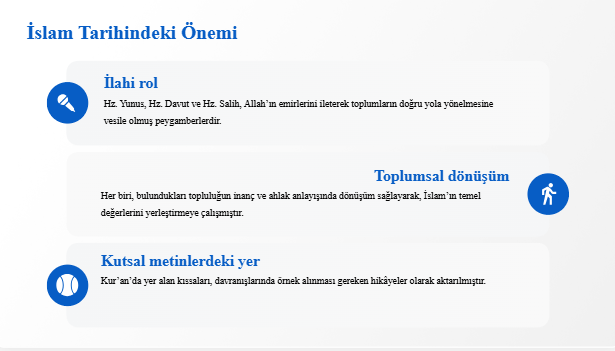 İslam Tarihindeki Önemi
İlahi rol
Hz. Yunus, Hz. Davut ve Hz. Salih, Allah’ın emirlerini ileterek toplumların doğru yola yönelmesine
vesile olmuş peygamberlerdir.
Toplumsal dönüşüm
Her biri, bulundukları topluluğun inanç ve ahlak anlayışında dönüşüm sağlayarak, İslam’ın temel
değerlerini yerleştirmeye çalışmıştır.
Kutsal metinlerdeki yer
Kur’an’da yer alan kıssaları, davranışlarında örnek alınması gereken hikâyeler olarak aktarılmıştır.